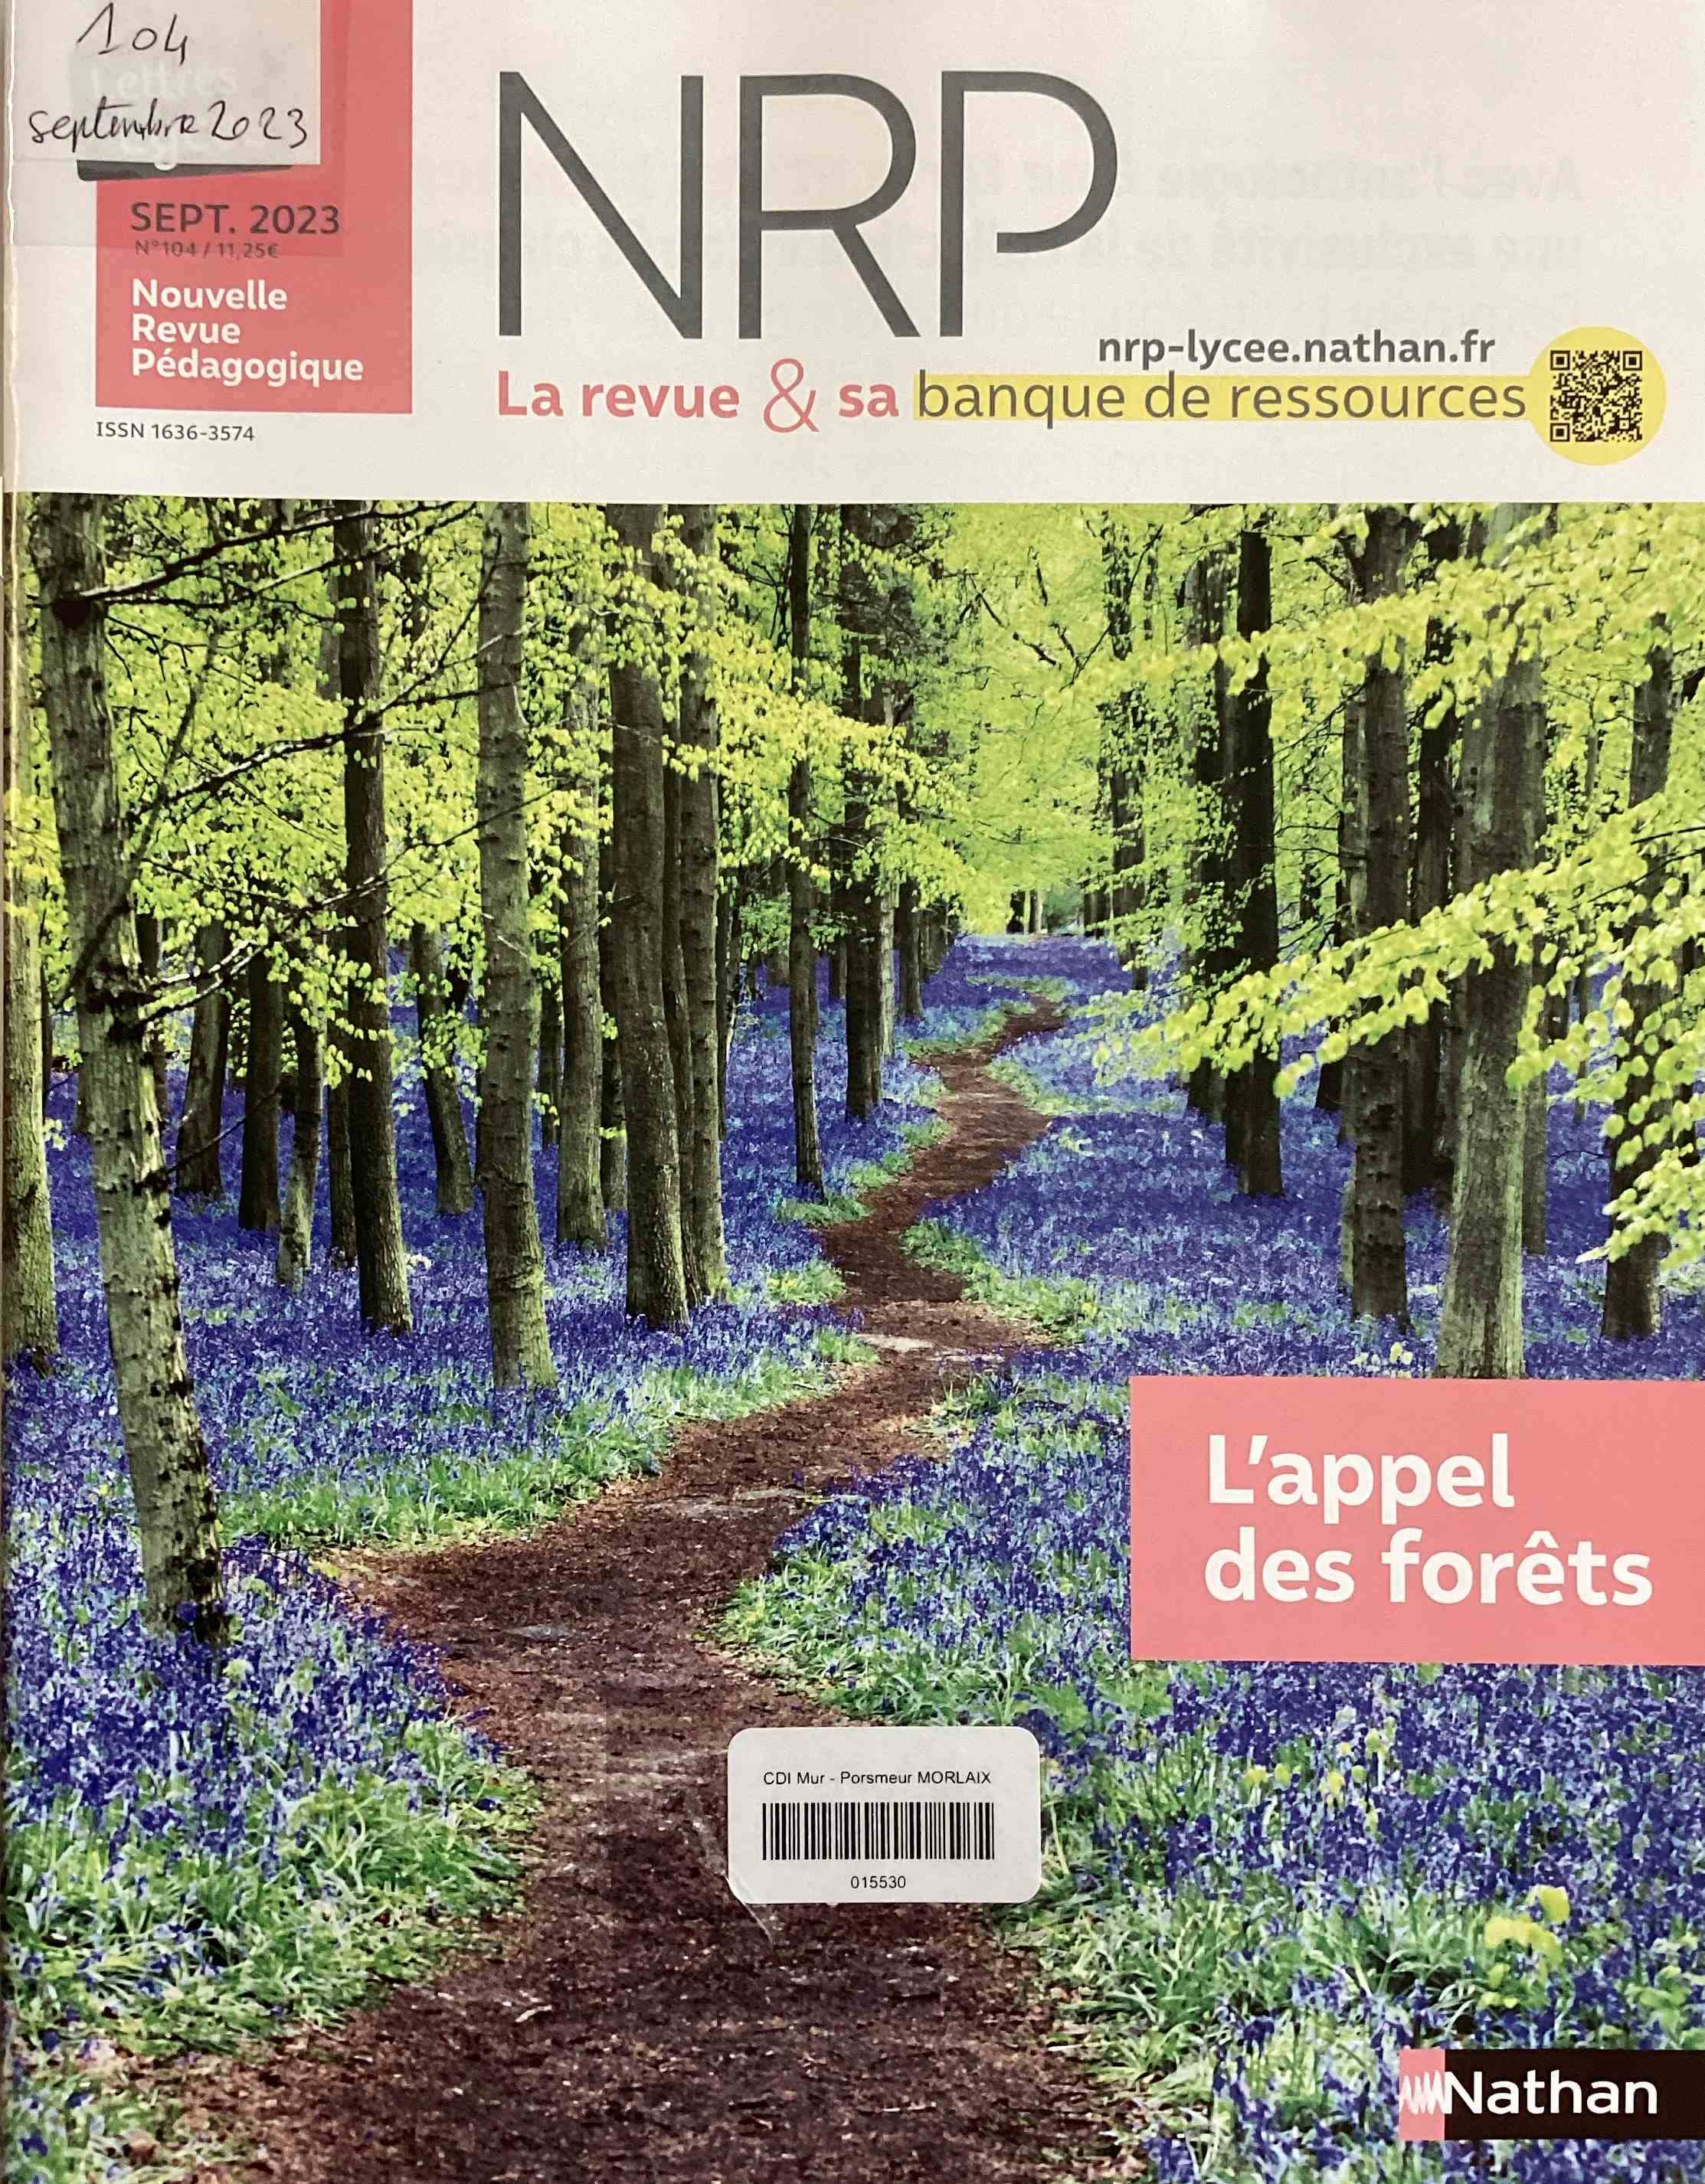 104
Lettres
septembre 2023
SEPT. 2023
N°104 / 11,25€
Nouvelle
Revue
Pédagogique
ISSN 1636-3574
NRP
nrp-lycee.nathan.fr
La revue & sa banque de ressources
L'appel
des forêts
CDI Mur - Porsmeur MORLAIX
015530
Nathan